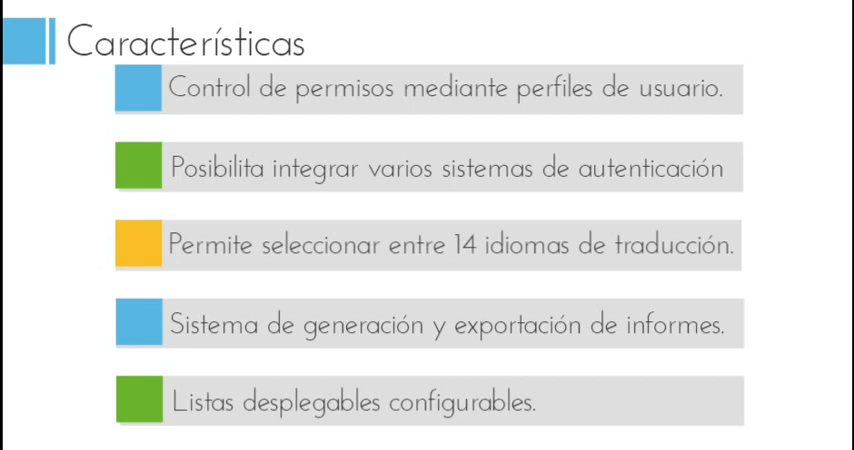 Características
Control de permisos mediante perfiles de usuario.
Posibilita integrar varios sistemas de autenticación
Permite seleccionar entre 14 idiomas de traducción.
Sistema de generación y exportación de informes.
Listas desplegables configurables.